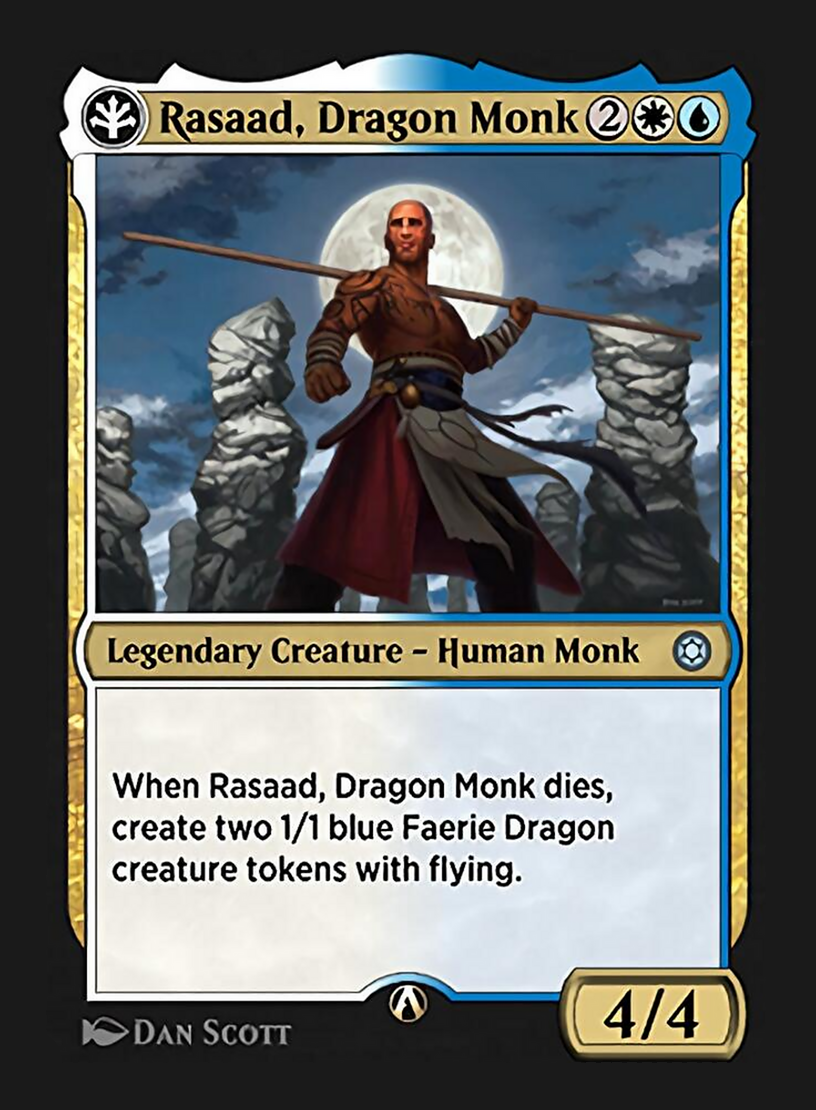 Rasaad, Dragon Monk 2
Legendary Creature – Human Monk
When Rasaad, Dragon Monk dies,
create two 1/1 blue Faerie Dragon
creature tokens with flying.
Dan Scott
4/4